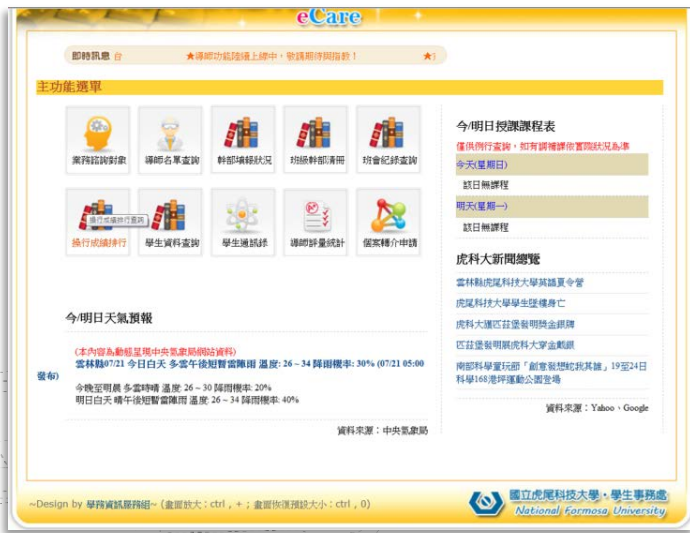 eCare
即時訊息 台 ★導師功能陸續上線中，敬請期待與指教！ ★
主功能選單
業務諮詢對象 導師名單查詢 幹部填報狀況 班級幹部清冊 班會紀錄查詢
操行成績排行查詢
操行成績排行 學生資料查詢 學生通訊錄 導師評量統計 個案轉介申請
今/明日天氣預報
(本內容為動態呈現中央氣象局網站資料)
雲林縣07/21 今日白天 多雲午後短暫雷陣雨 溫度: 26 ~ 34 降雨機率: 30% (07/21 05:00
發布)
今晚至明晨 多雲時晴 溫度: 26 ~ 30 降雨機率: 20%
明日白天 晴午後短暫雷陣雨 溫度: 26 ~ 34 降雨機率: 40%
資料來源：中央氣象局
今/明日授課課程表
僅供例行查詢，如有調補課依實際狀況為準
今天(星期日)
該日無課程
明天(星期一)
該日無課程
虎科大新聞總覽
雲林縣虎尾科技大學英語夏令營
虎尾科技大學學生墜樓身亡
虎科大獲匹茲堡發明獎金銀牌
匹茲堡發明展虎科大穿金戴銀
南部科學童玩節「創意發想蛇我其誰」19至24日
科學168港坪運動公園登場
資料來源：Yahoo、Google
~Design by 學務資訊服務組~ (畫面放大：ctrl , +；畫面恢復預設大小：ctrl , 0)
國立虎尾科技大學・學生事務處
National Formosa University